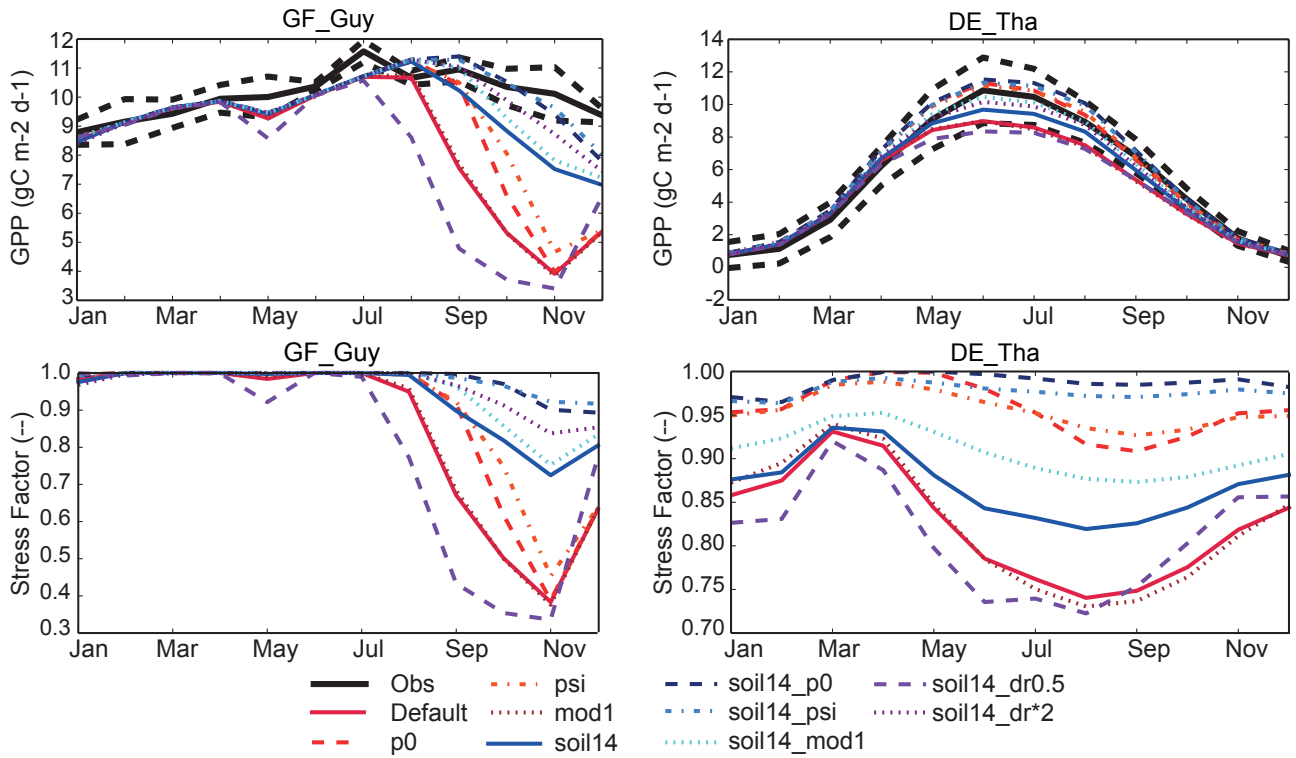 GF_Guy
DE_Tha
GPP (gC m-2 d-1)
12
11
10
9
8
7
6
5
4
3
Jan Mar May Jul Sep Nov
GPP (gC m-2 d-1)
14
12
10
8
6
4
2
0
-2
Jan Mar May Jul Sep Nov
GF_Guy
DE_Tha
Stress Factor (--)
1.0
0.9
0.8
0.7
0.6
0.5
0.4
0.3
Jan Mar May Jul Sep Nov
Stress Factor (--)
1.00
0.95
0.90
0.85
0.80
0.75
0.70
Jan Mar May Jul Sep Nov
Obs
Default
p0
psi
mod1
soil14
soil14_p0
soil14_psi
soil14_mod1
soil14_dr0.5
soil14_dr*2